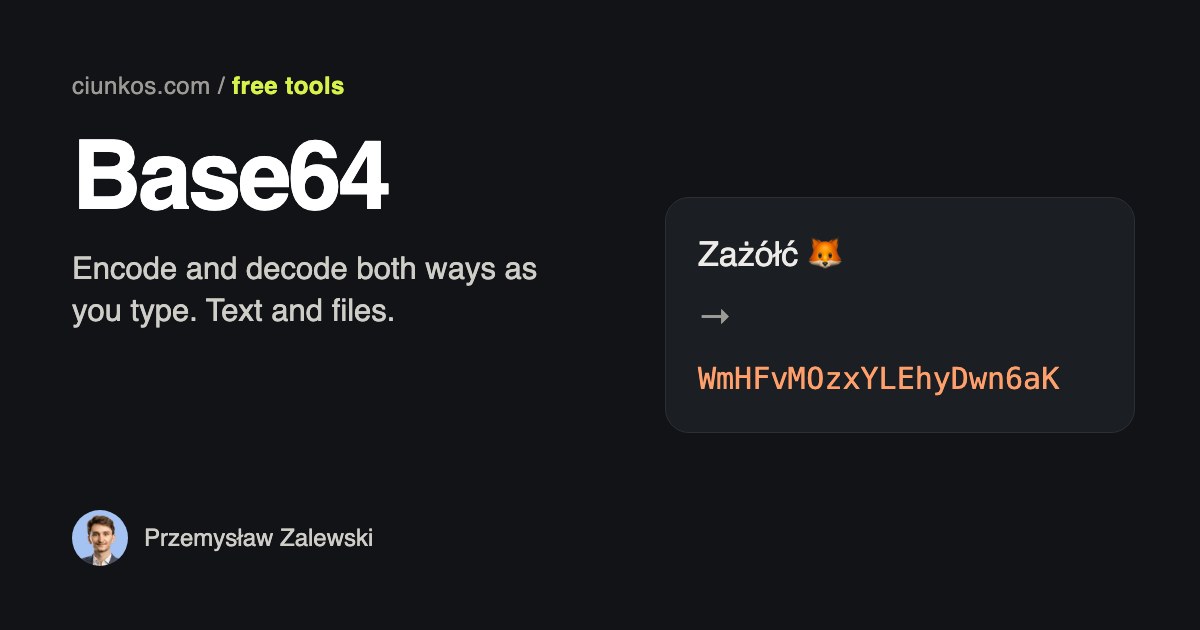 ciunkos.com / free tools
Base64
Encode and decode both ways as
you type. Text and files.
Zażółć 🦊
→
WmHFvMOzxYLEhyDwn6aK
Przemysław Zalewski